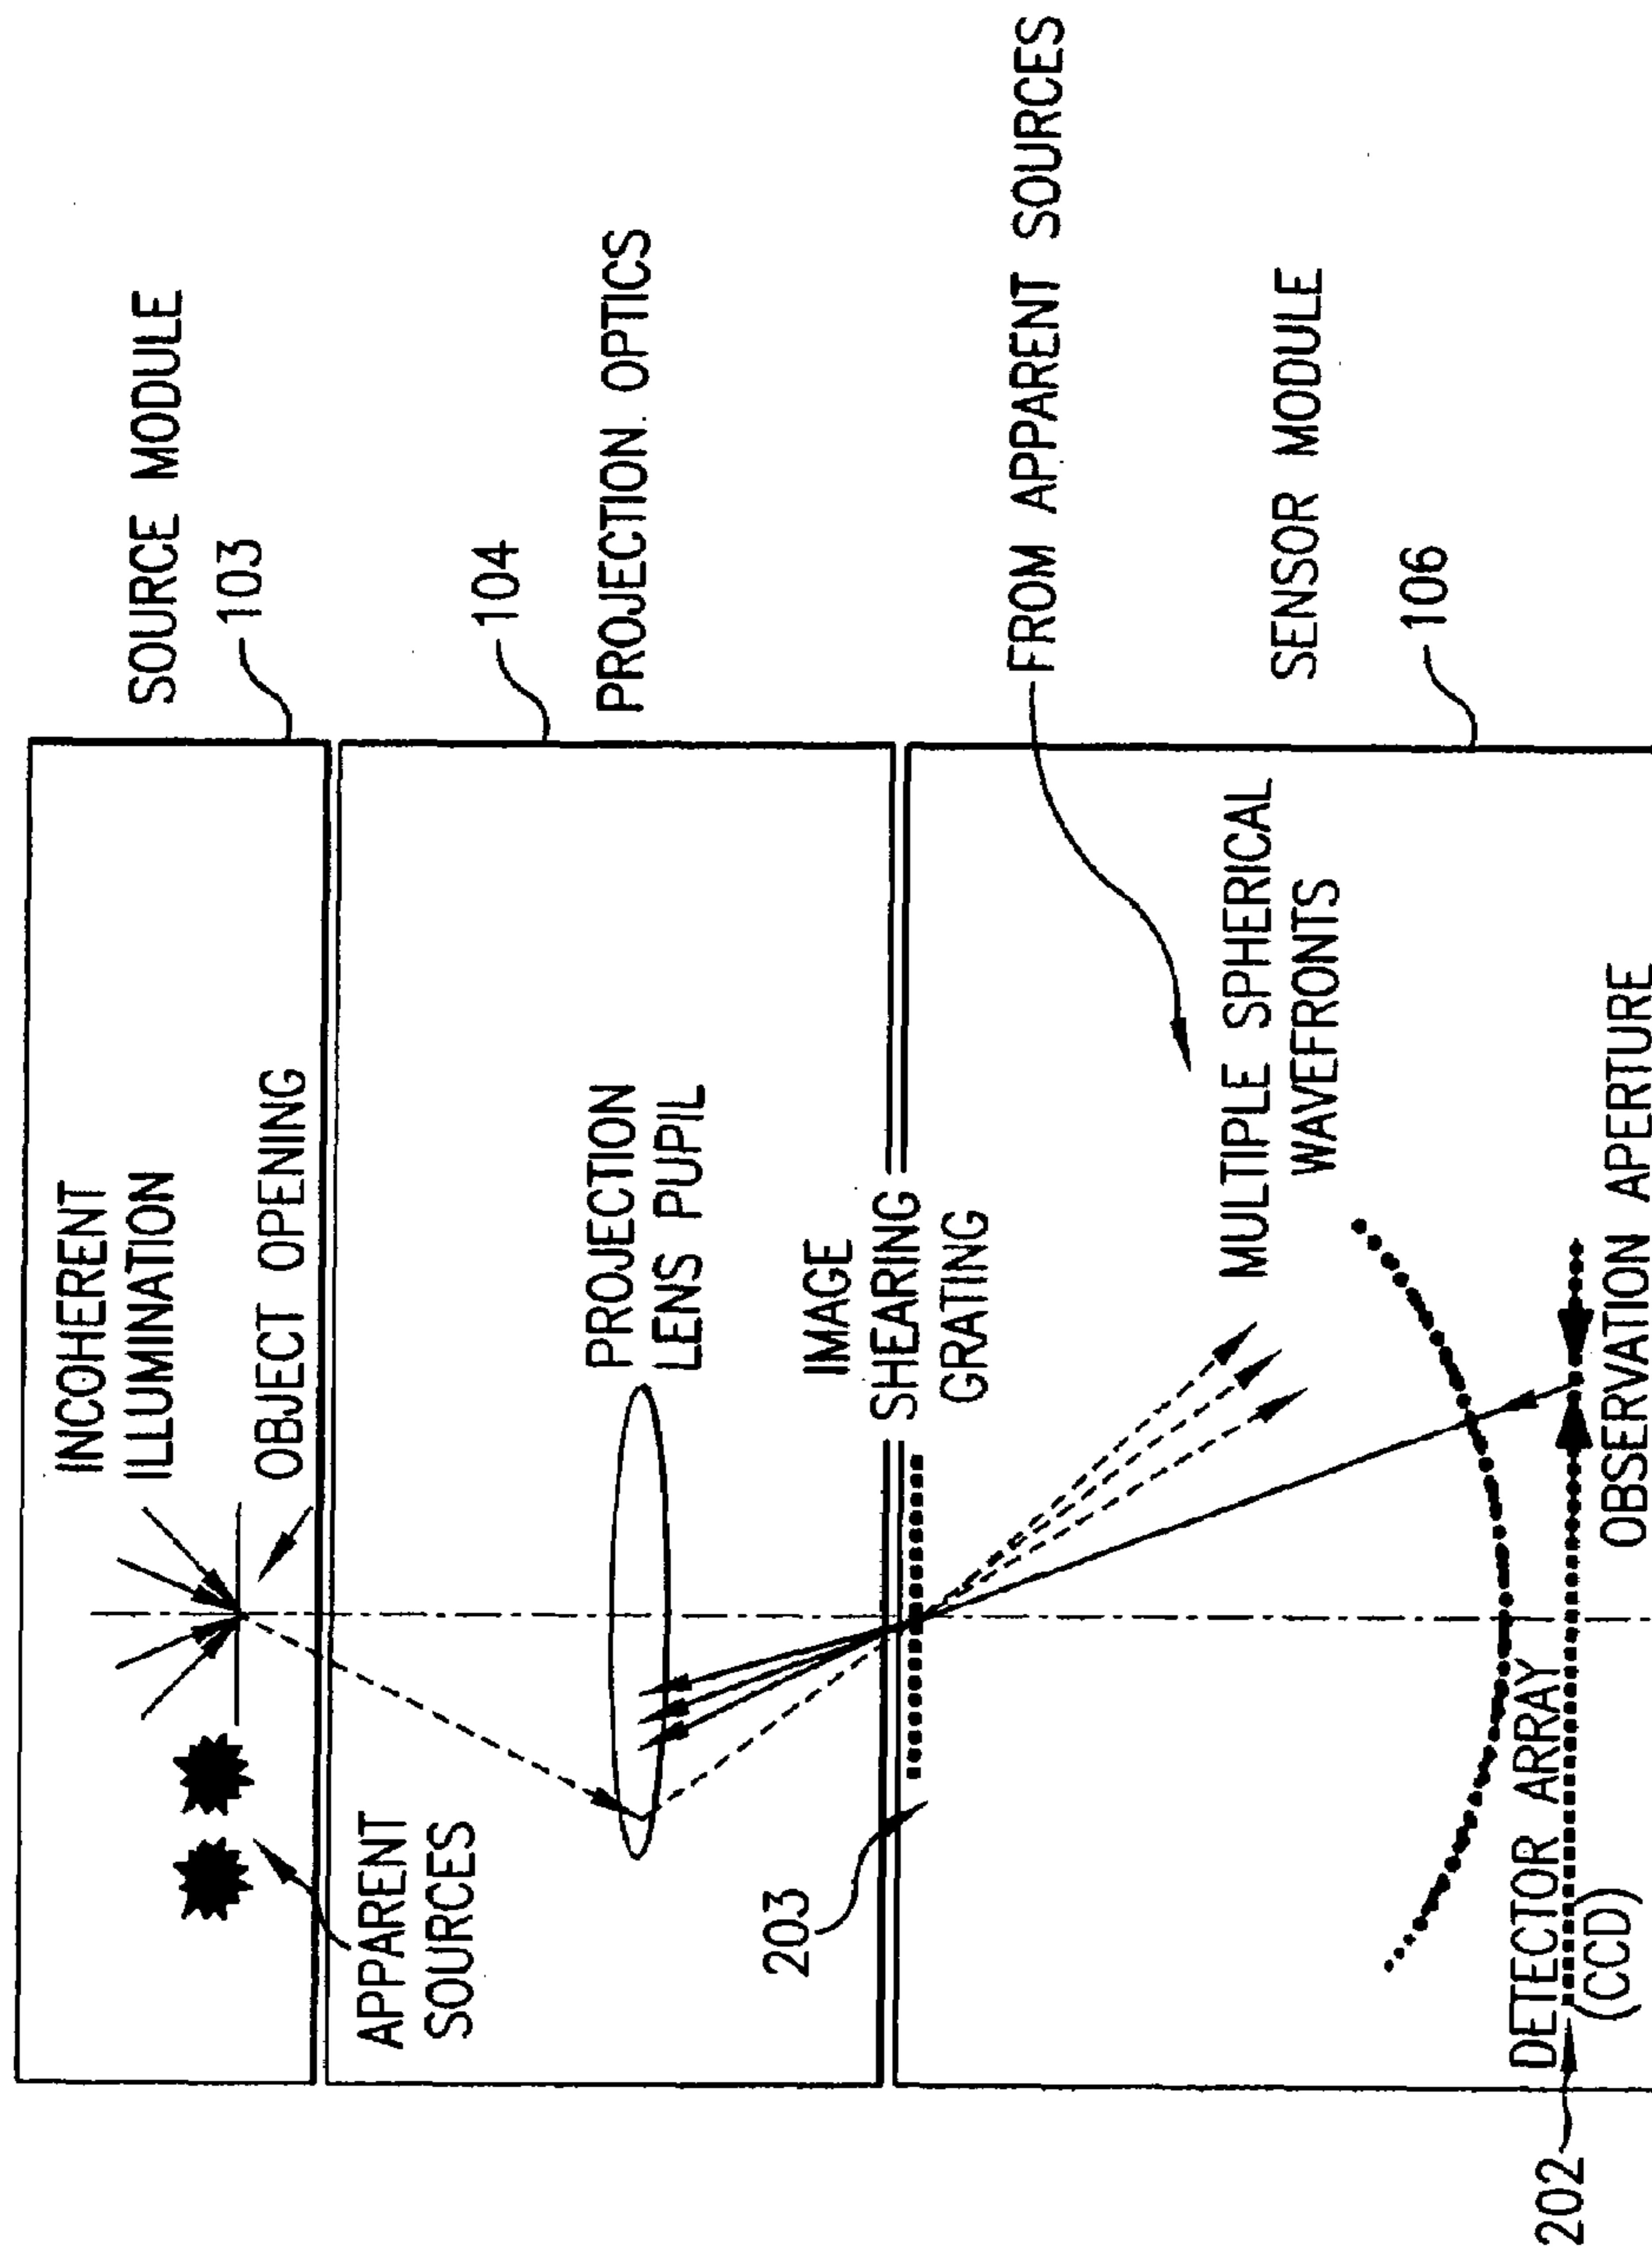 INCOHERENT
ILLUMINATION
OBJECT OPENING
SOURCE MODULE
103
APPARENT
SOURCES
PROJECTION
LENS PUPIL
104
PROJECTION. OPTICS
IMAGE
SHEARING
GRATING
203
FROM APPARENT SOURCES
MULTIPLE SPHERICAL
WAVEFRONTS
SENSOR MODULE
106
DETECTOR ARRAY
(CCD)
202
OBSERVATION APERTURE